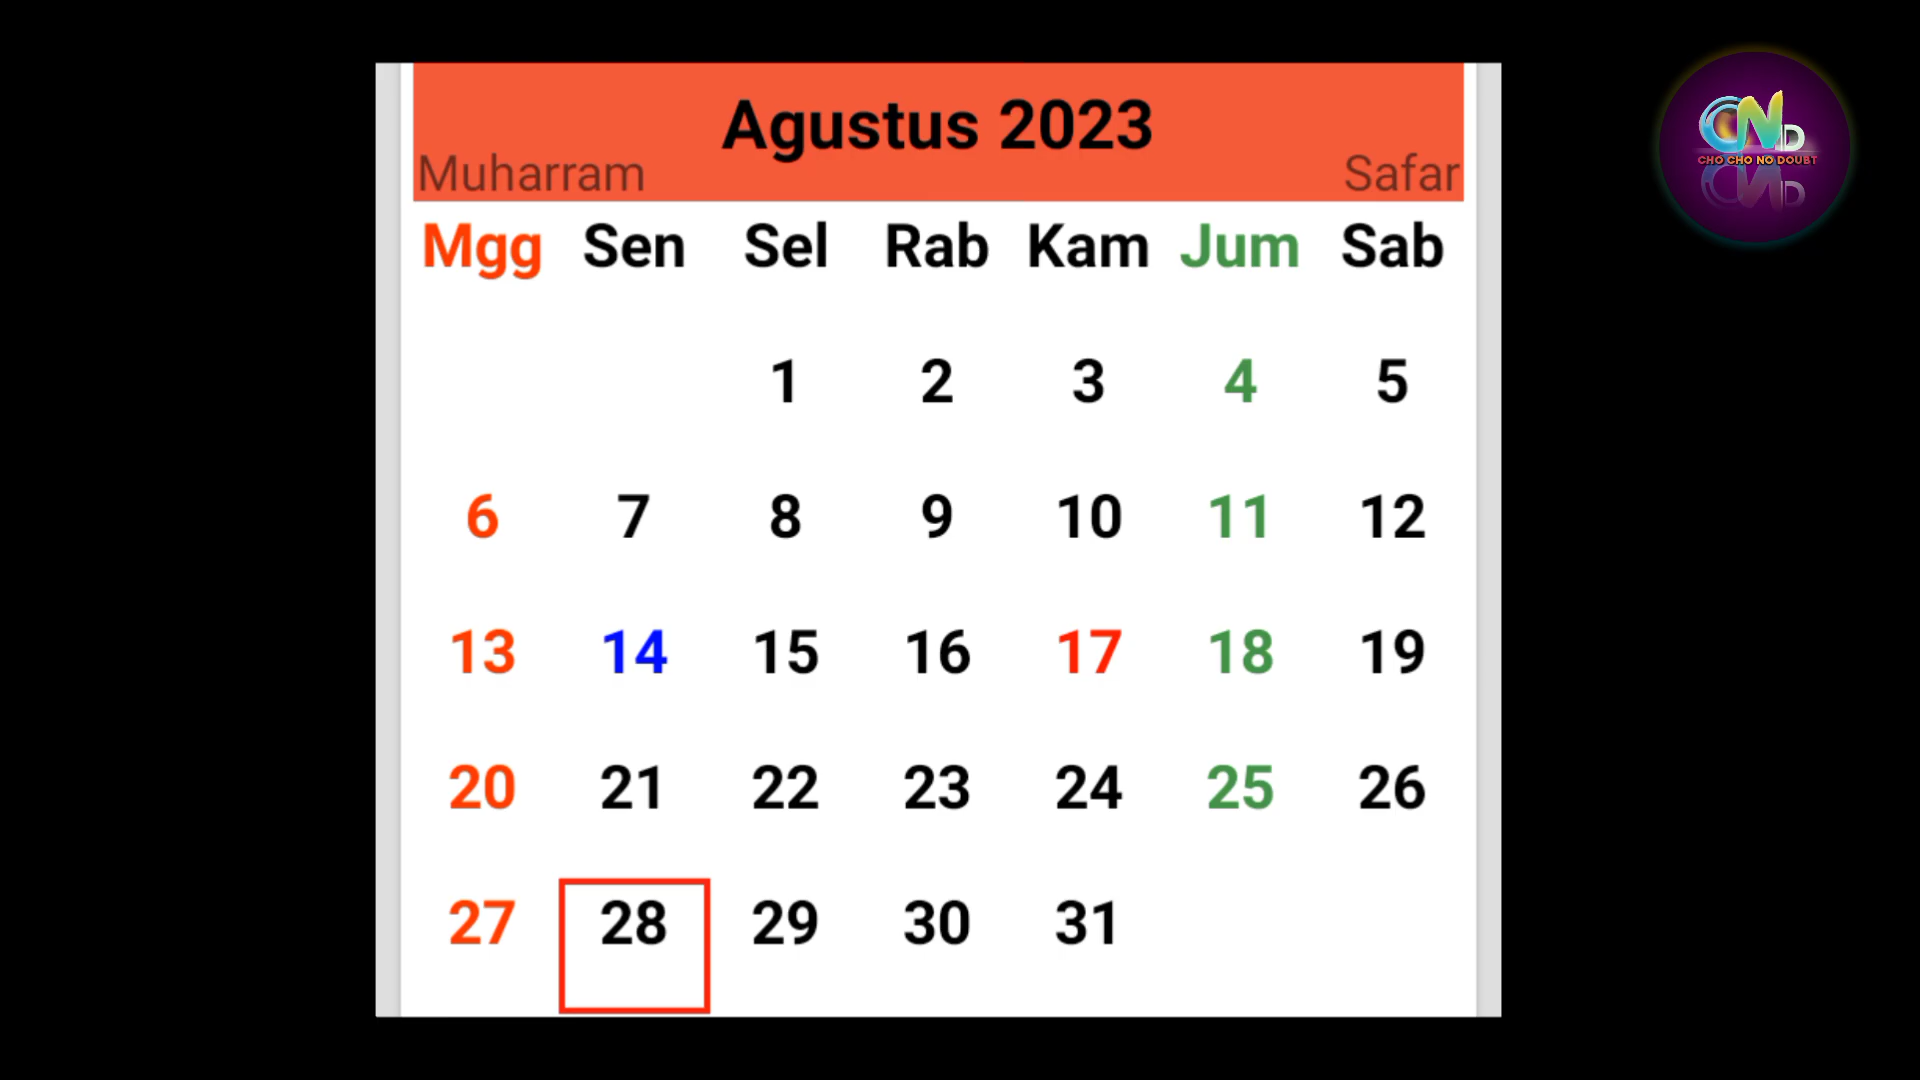 Agustus 2023
Muharram Safar
Mgg Sen Sel Rab Kam Jum Sab
1 2 3 4 5
6 7 8 9 10 11 12
13 14 15 16 17 18 19
20 21 22 23 24 25 26
27 28 29 30 31
CND
CHO CHO NO DOUBT